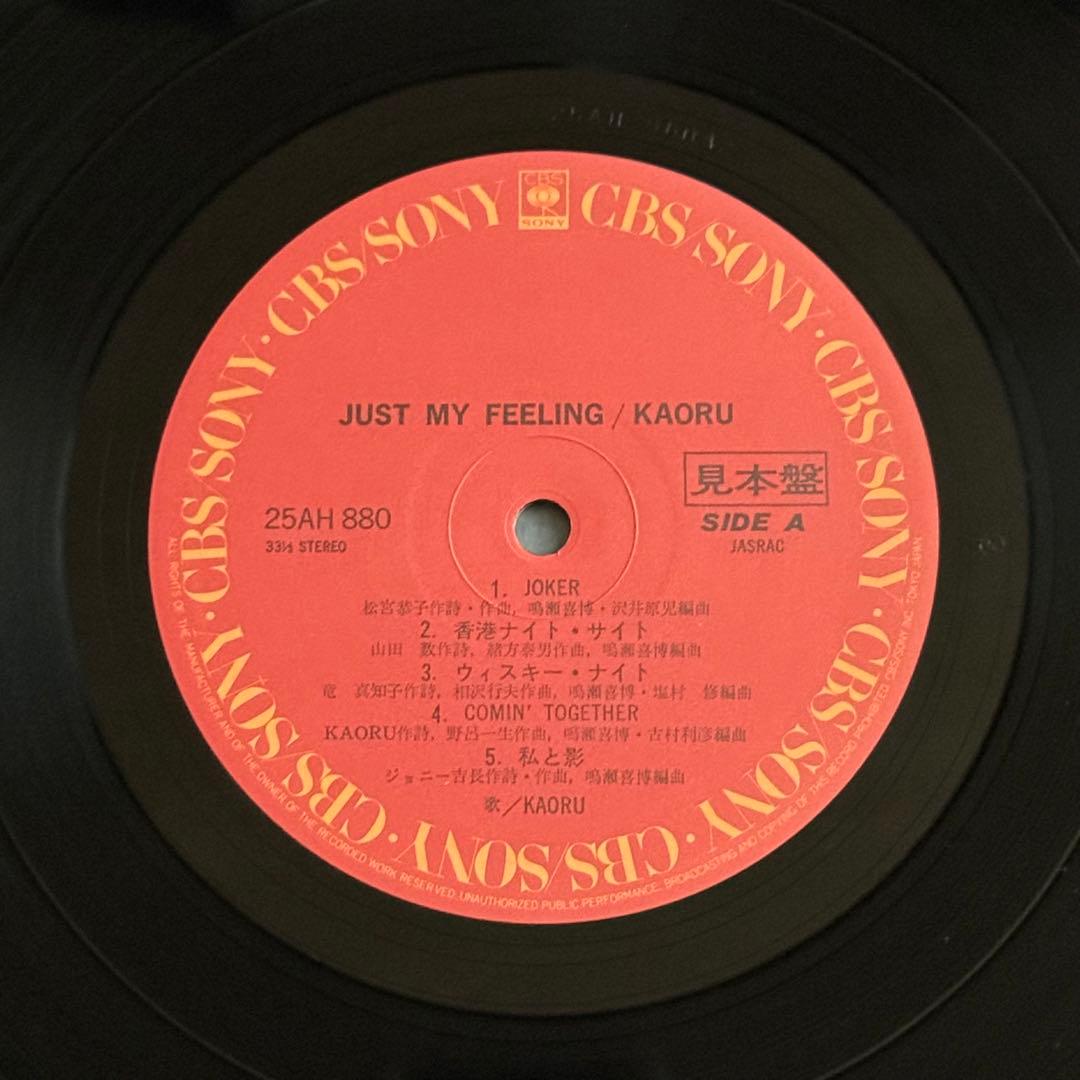 CBS
SONY
CBS/SONY · CBS/SONY · CBS/SONY · CBS/SONY · CBS/SONY · CBS/SONY · CBS/SONY
JUST MY FEELING / KAORU
見本盤
25AH 880
SIDE A
33⅓ STEREO
JASRAC
1. JOKER
松宮恭子作詩・作曲, 鳴瀬喜博・沢井原児編曲
2. 香港ナイト・サイト
山田 作詩, 緒方泰男作曲, 鳴瀬喜博編曲
3. ウィスキー・ナイト
竜 真知子作詩, 相沢行夫作曲, 鳴瀬喜博・塩村 修編曲
4. COMIN' TOGETHER
KAORU作詩, 野呂一生作曲, 鳴瀬喜博・古村利彦編曲
5. 私と影
ジョニー吉長作詩・作曲, 鳴瀬喜博編曲
歌/KAORU
ALL RIGHTS OF THE MANUFACTURER AND OF THE OWNER OF THE RECORDED WORK RESERVED. UNAUTHORIZED PUBLIC PERFORMANCE, BROADCASTING AND COPYING OF THIS RECORD PROHIBITED. CBS/SONY INC. TOKYO JAPAN